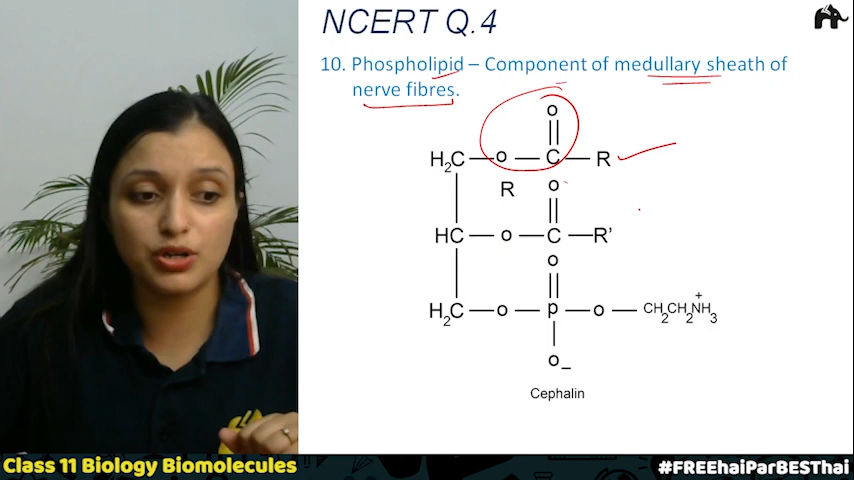 NCERT Q.4
10. Phospholipid – Component of medullary sheath of
nerve fibres.
o
H2C — o — C — R
R o
HC — o — C — R'
o
H2C — o — p — o — CH2CH2NH3 +
o –
Cephalin
Class 11 Biology Biomolecules
#FREEhaiParBESThai